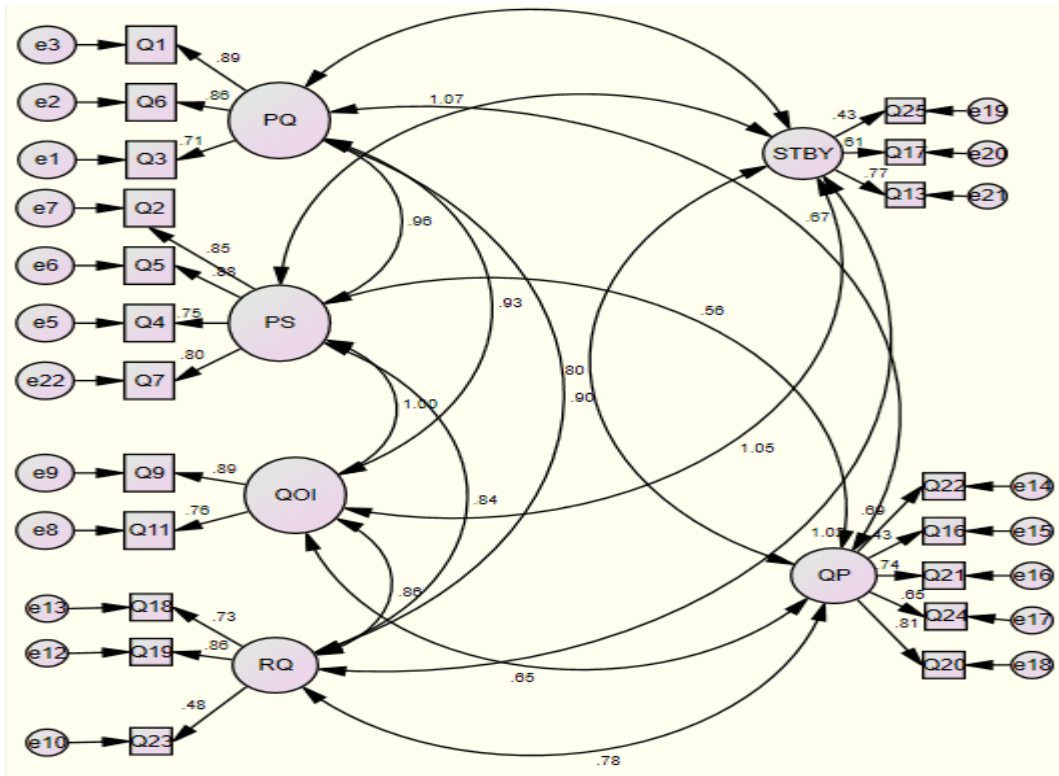 e3 Q1 .89
e2 Q6 .86 PQ 1.07 .43 Q25 e19
e1 Q3 .71 STBY .61 Q17 e20
.77 Q13 e21
e7 Q2 .96 .67
.85
e6 Q5 .88
e5 Q4 .75 PS .93 .56
e22 Q7 .80 .80
1.00 .90
e9 Q9 .89 1.05
QOI .84 Q22 e14
e8 Q11 .76 .69
.43 Q16 e15
.74 Q21 e16
e13 Q18 .73 .86 QP .65
Q24 e17
e12 Q19 .86 RQ .81
.65 Q20 e18
.48
e10 Q23 .78